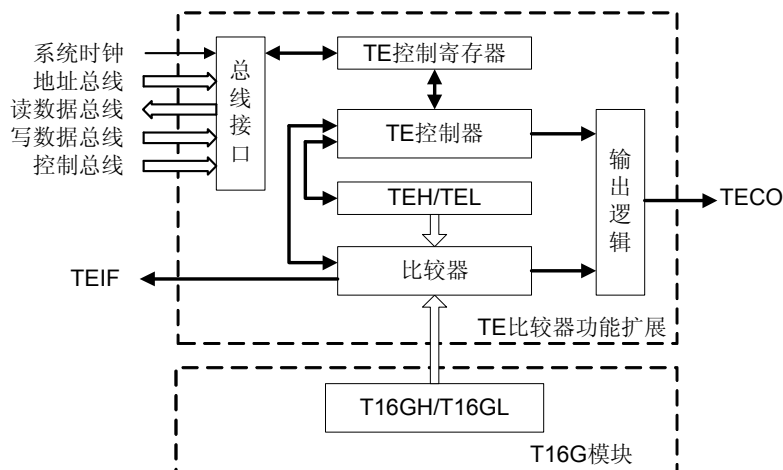 系统时钟
地址总线
读数据总线
写数据总线
控制总线
总线接口
TE控制寄存器
TE控制器
TEH/TEL
比较器
输出逻辑
TECO
TEIF
TE比较器功能扩展
T16GH/T16GL
T16G模块